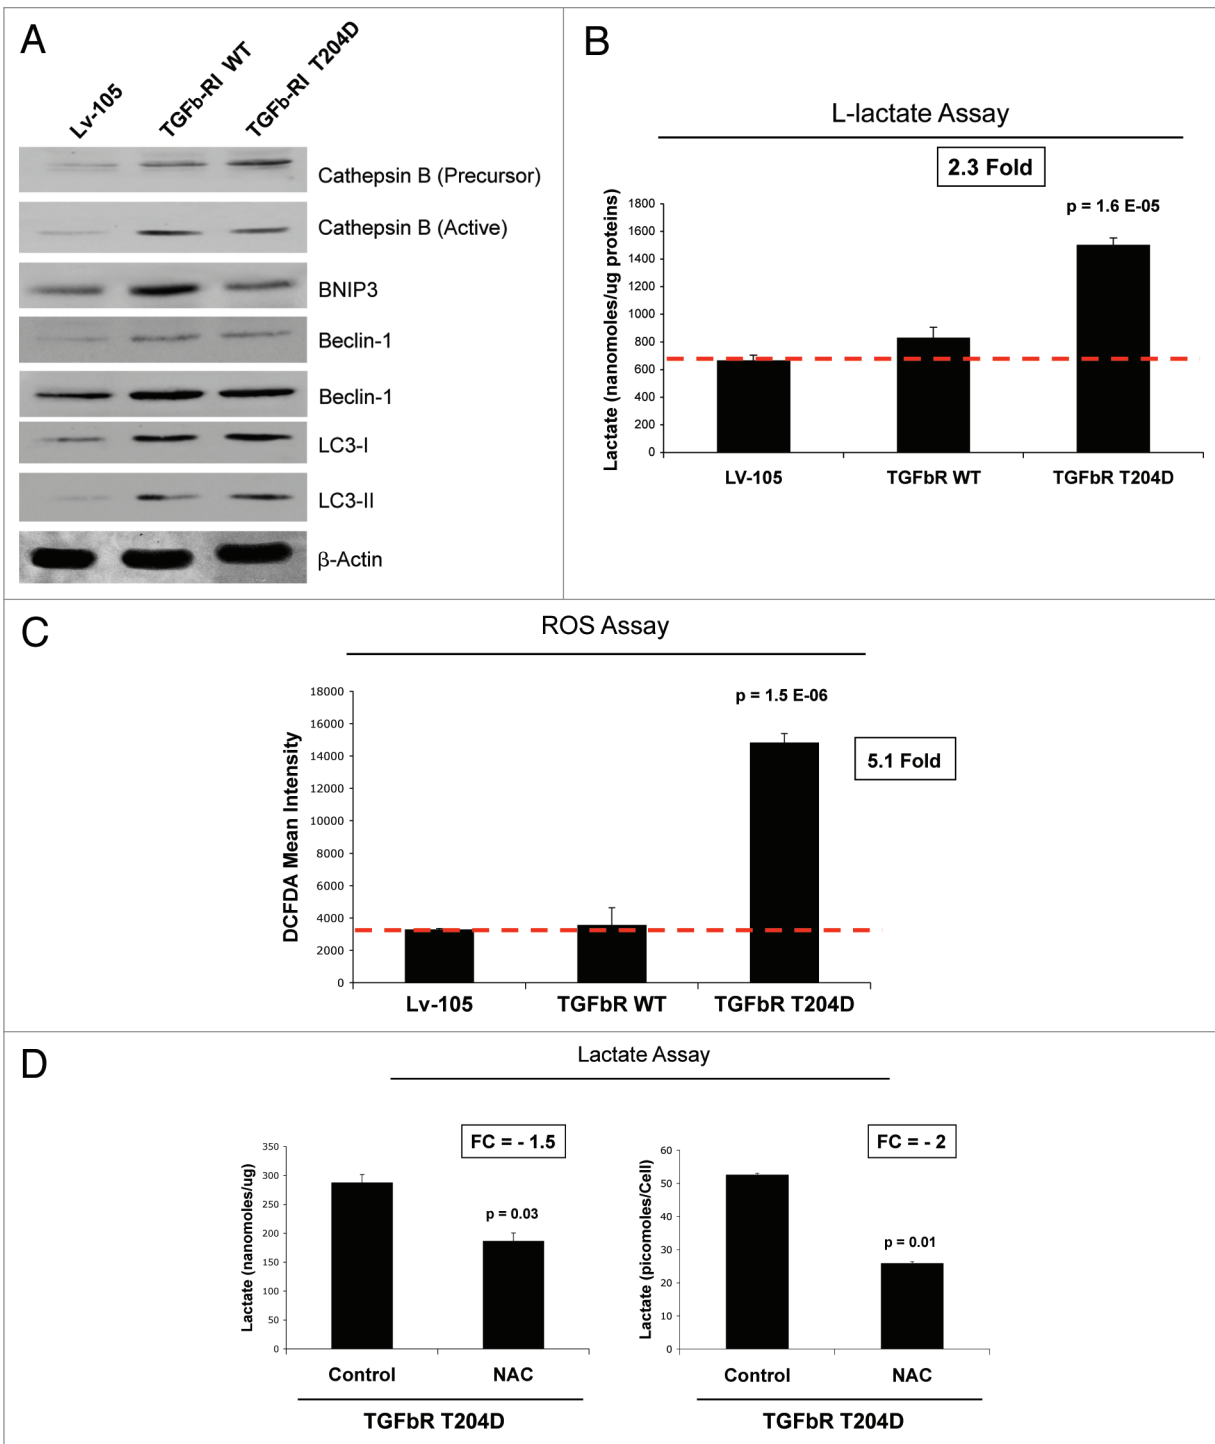 A
Lv-105
TGFb-RI WT
TGFb-RI T204D
Cathepsin B (Precursor)
Cathepsin B (Active)
BNIP3
Beclin-1
Beclin-1
LC3-I
LC3-II
β-Actin
B
L-lactate Assay
2.3 Fold
p = 1.6 E-05
Lactate (nanomoles/ug proteins)
1800
1600
1400
1200
1000
800
600
400
200
0
LV-105 TGFbR WT TGFbR T204D
C
ROS Assay
p = 1.5 E-06
5.1 Fold
DCFDA Mean Intensity
18000
16000
14000
12000
10000
8000
6000
4000
2000
0
Lv-105 TGFbR WT TGFbR T204D
D
Lactate Assay
FC = - 1.5
p = 0.03
Lactate (nanomoles/ug)
350
300
250
200
150
100
50
0
Control NAC
TGFbR T204D
FC = - 2
p = 0.01
Lactate (picomoles/Cell)
60
50
40
30
20
10
0
Control NAC
TGFbR T204D